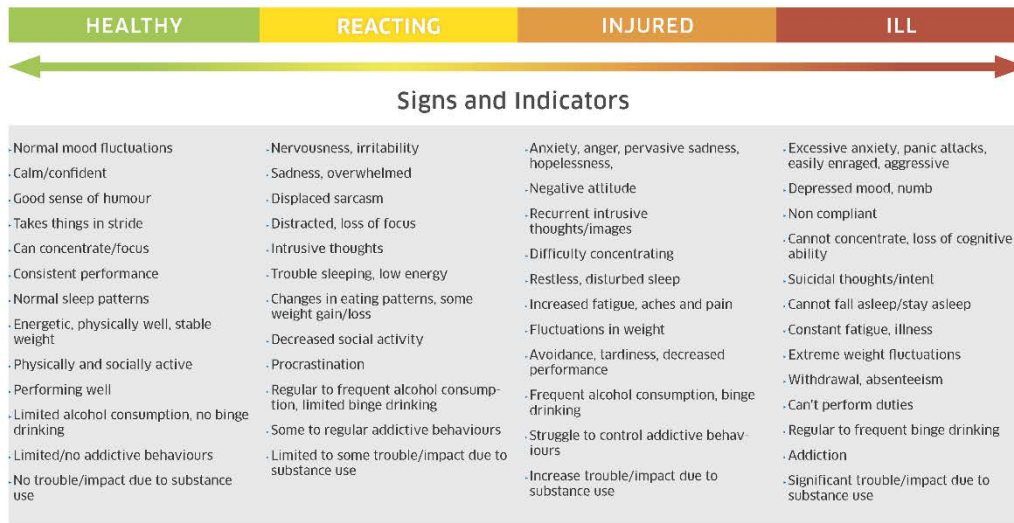 HEALTHY
REACTING
INJURED
ILL
Signs and Indicators
Normal mood fluctuations
Calm/confident
Good sense of humour
Takes things in stride
Can concentrate/focus
Consistent performance
Normal sleep patterns
Energetic, physically well, stable
weight
Physically and socially active
Performing well
Limited alcohol consumption, no binge
drinking
Limited/no addictive behaviours
No trouble/impact due to substance
use
Nervousness, irritability
Sadness, overwhelmed
Displaced sarcasm
Distracted, loss of focus
Intrusive thoughts
Trouble sleeping, low energy
Changes in eating patterns, some
weight gain/loss
Decreased social activity
Procrastination
Regular to frequent alcohol consump-
tion, limited binge drinking
Some to regular addictive behaviours
Limited to some trouble/impact due to
substance use
Anxiety, anger, pervasive sadness,
hopelessness,
Negative attitude
Recurrent intrusive
thoughts/images
Difficulty concentrating
Restless, disturbed sleep
Increased fatigue, aches and pain
Fluctuations in weight
Avoidance, tardiness, decreased
performance
Frequent alcohol consumption, binge
drinking
Struggle to control addictive behav-
iours
Increase trouble/impact due to
substance use
Excessive anxiety, panic attacks,
easily enraged, aggressive
Depressed mood, numb
Non compliant
Cannot concentrate, loss of cognitive
ability
Suicidal thoughts/intent
Cannot fall asleep/stay asleep
Constant fatigue, illness
Extreme weight fluctuations
Withdrawal, absenteeism
Can't perform duties
Regular to frequent binge drinking
Addiction
Significant trouble/impact due to
substance use